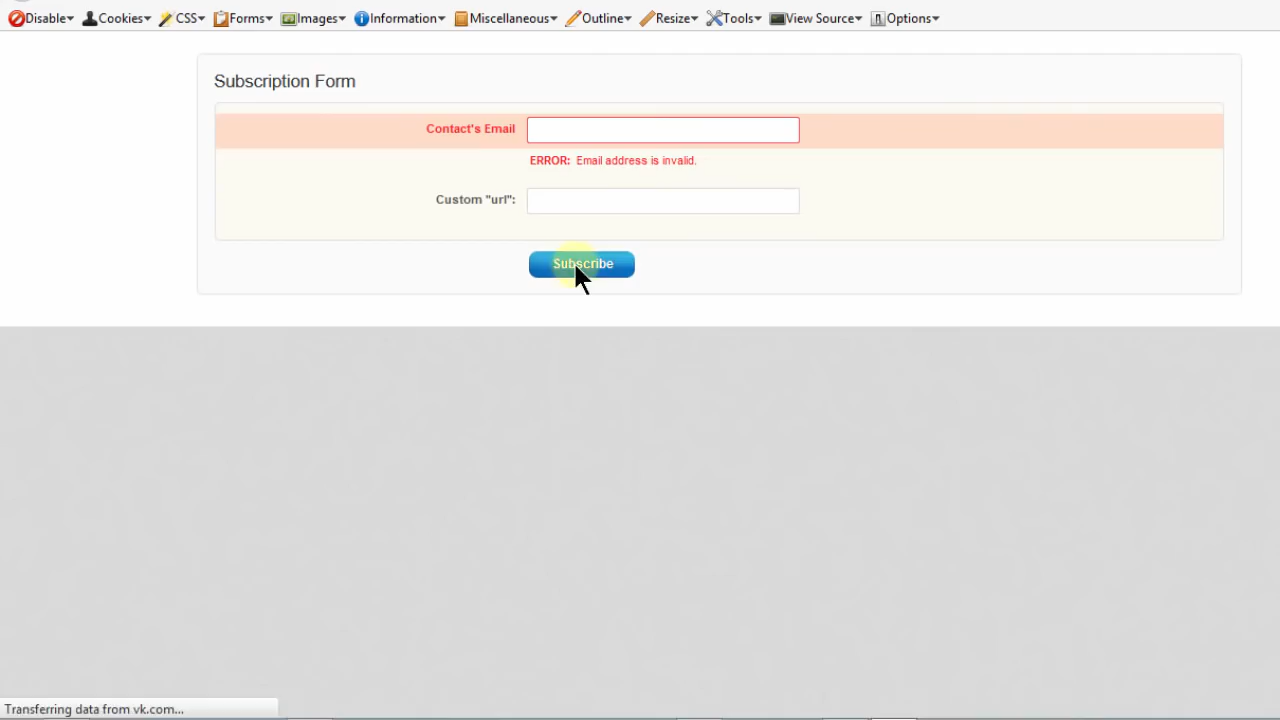 Disable Cookies CSS Forms Images Information Miscellaneous Outline Resize Tools View Source Options
Subscription Form
Contact's Email
ERROR: Email address is invalid.
Custom "url":
Subscribe
Transferring data from vk.com...